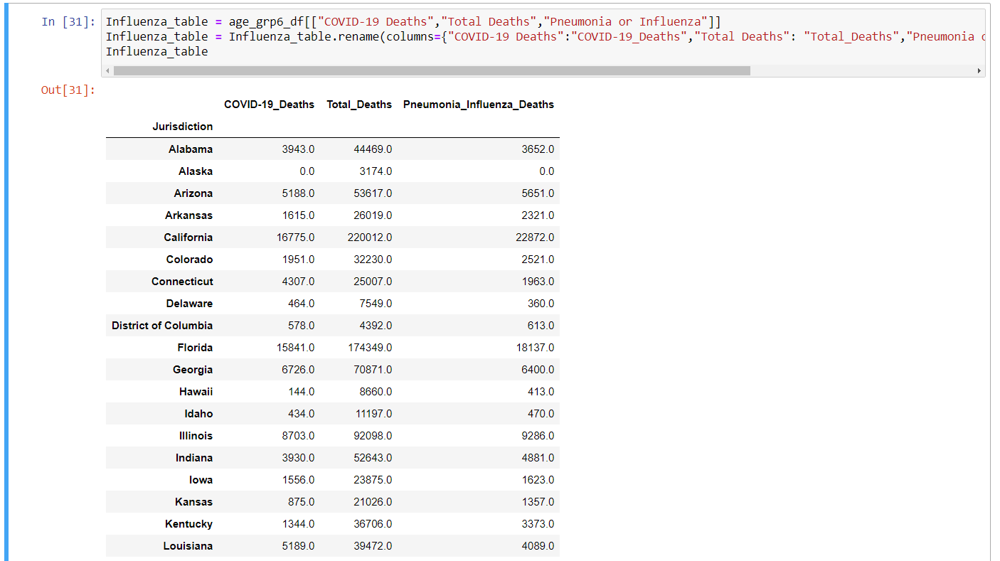 In [31]: Influenza_table = age_grp6_df[["COVID-19 Deaths","Total Deaths","Pneumonia or Influenza"]]
Influenza_table = Influenza_table.rename(columns={"COVID-19 Deaths":"COVID-19_Deaths","Total Deaths": "Total_Deaths","Pneumonia
Influenza_table
Out[31]:
COVID-19_Deaths Total_Deaths Pneumonia_Influenza_Deaths
Jurisdiction
Alabama 3943.0 44469.0 3652.0
Alaska 0.0 3174.0 0.0
Arizona 5188.0 53617.0 5651.0
Arkansas 1615.0 26019.0 2321.0
California 16775.0 220012.0 22872.0
Colorado 1951.0 32230.0 2521.0
Connecticut 4307.0 25007.0 1963.0
Delaware 464.0 7549.0 360.0
District of Columbia 578.0 4392.0 613.0
Florida 15841.0 174349.0 18137.0
Georgia 6726.0 70871.0 6400.0
Hawaii 144.0 8660.0 413.0
Idaho 434.0 11197.0 470.0
Illinois 8703.0 92098.0 9286.0
Indiana 3930.0 52643.0 4881.0
Iowa 1556.0 23875.0 1623.0
Kansas 875.0 21026.0 1357.0
Kentucky 1344.0 36706.0 3373.0
Louisiana 5189.0 39472.0 4089.0